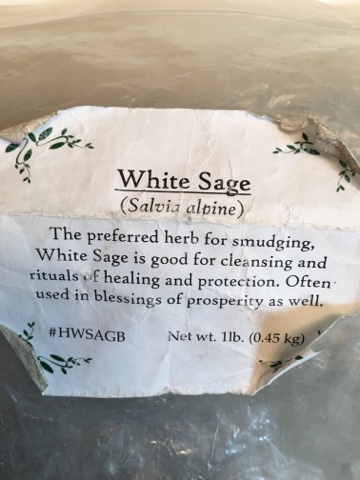 White Sage
(Salvia alpine)
The preferred herb for smudging,
White Sage is good for cleansing and
rituals of healing and protection. Often
used in blessings of prosperity as well.
#HWSAGB Net wt. 1lb. (0.45 kg)